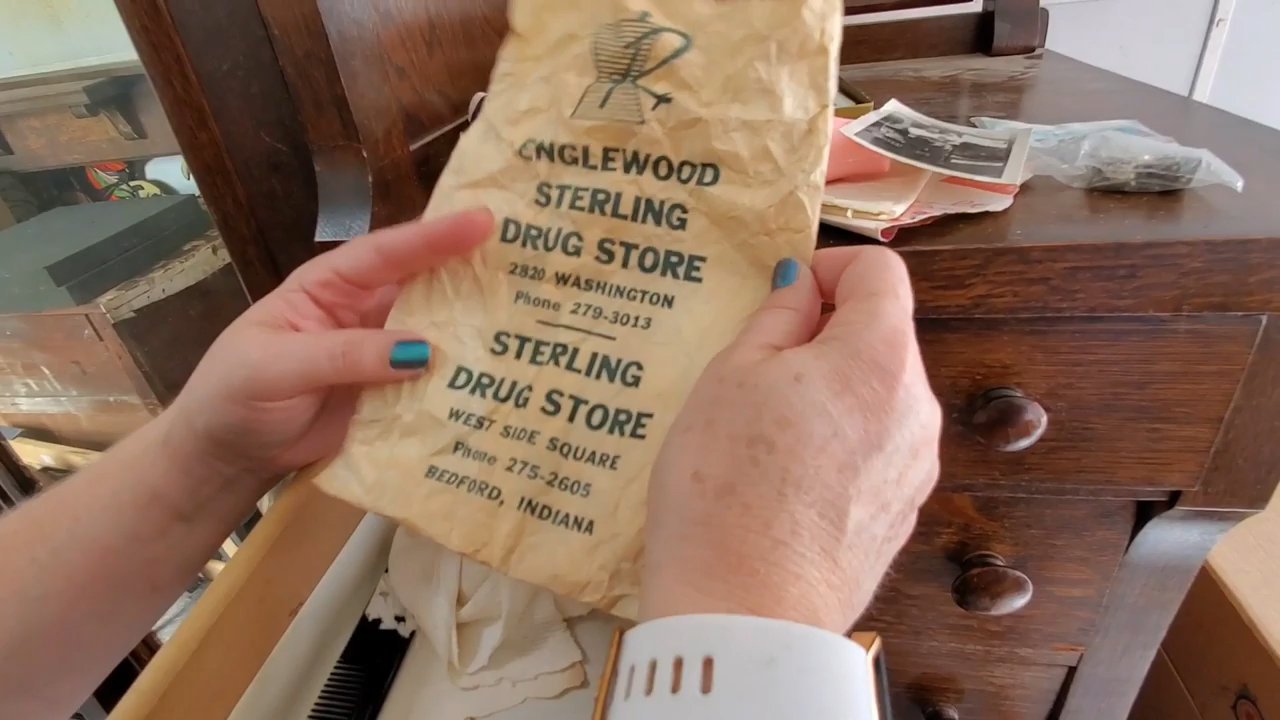 ENGLEWOOD
STERLING
DRUG STORE
2820 WASHINGTON
Phone 279-3013
STERLING
DRUG STORE
WEST SIDE SQUARE
Phone 275-2605
BEDFORD, INDIANA